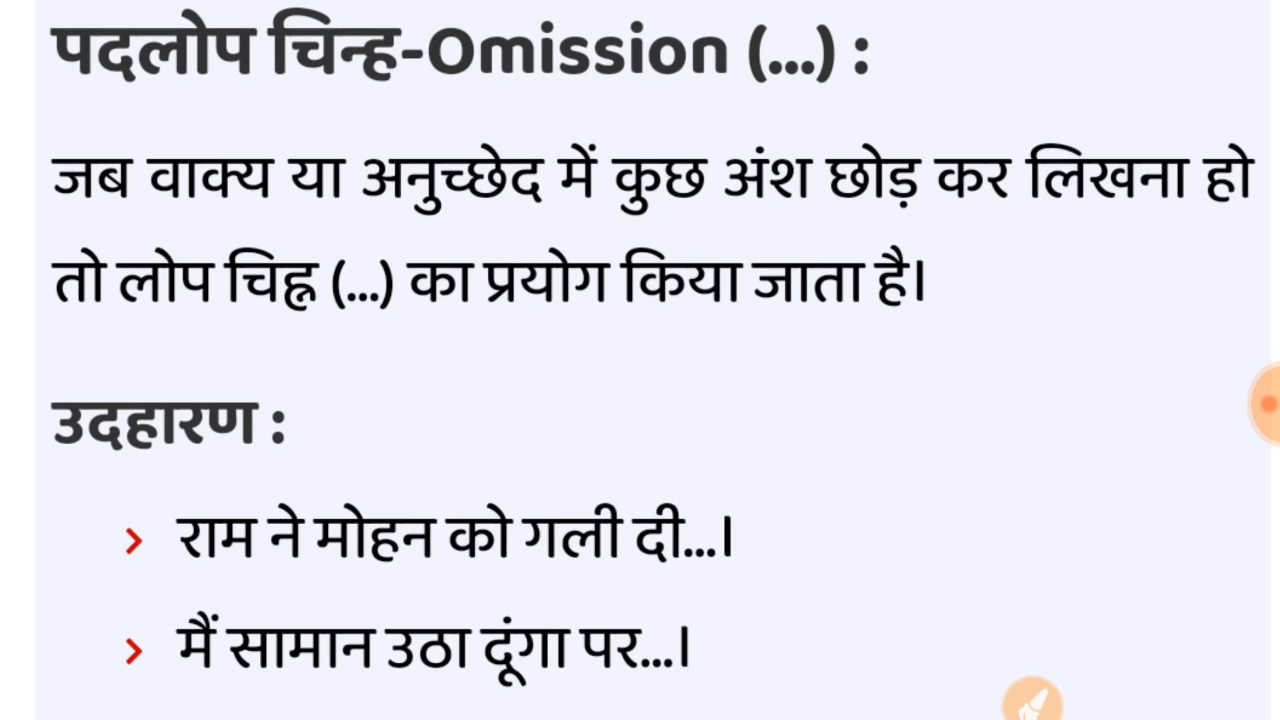 पदलोप चिन्ह-Omission (...) :
जब वाक्य या अनुच्छेद में कुछ अंश छोड़ कर लिखना हो
तो लोप चिह्न (...) का प्रयोग किया जाता है।
उदहारण :
› राम ने मोहन को गली दी...।
› मैं सामान उठा दूंगा पर...।